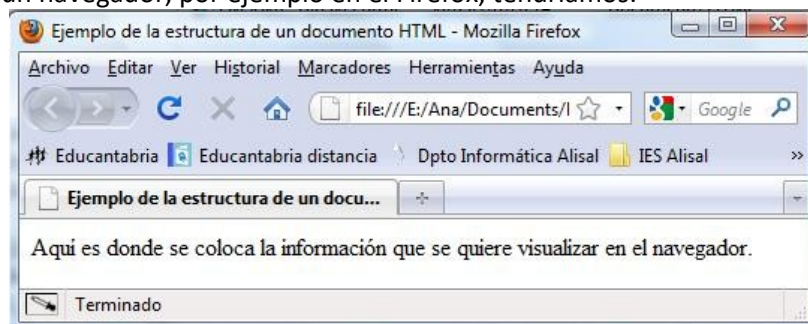 un navegador, por ejemplo en el Firefox, tendríamos:
Ejemplo de la estructura de un documento HTML - Mozilla Firefox
Archivo Editar Ver Historial Marcadores Herramientas Ayuda
file:///E:/Ana/Documents/I Google
Educantabria Educantabria distancia Dpto Informática Alisal IES Alisal »
Ejemplo de la estructura de un docu...
Aquí es donde se coloca la información que se quiere visualizar en el navegador.
Terminado